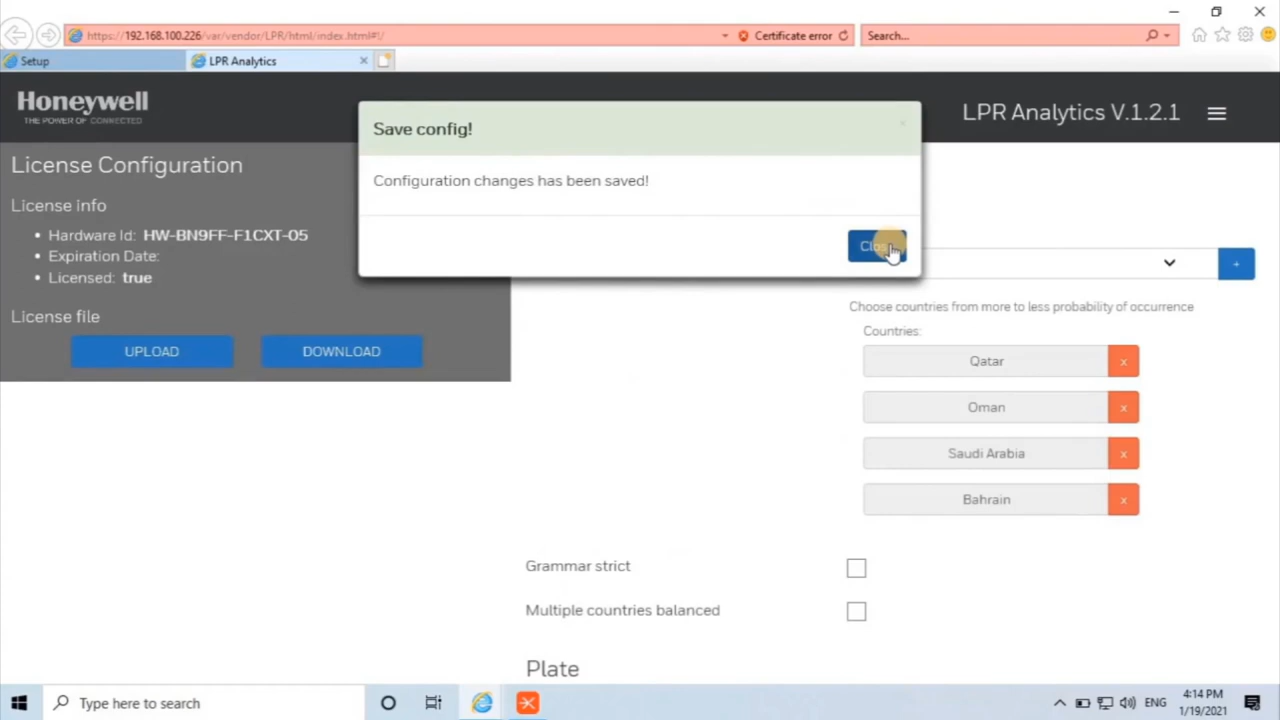 https://192.168.100.226/var/vendor/LPR/html/index.html#!/
Certificate error
Search...
Setup
LPR Analytics
Honeywell
THE POWER OF CONNECTED
LPR Analytics V.1.2.1
Save config!
Configuration changes has been saved!
License Configuration
License info
Hardware Id: HW-BN9FF-F1CXT-05
Expiration Date:
Licensed: true
License file
UPLOAD
DOWNLOAD
+
Choose countries from more to less probability of occurrence
Countries:
Qatar
x
Oman
x
Saudi Arabia
x
Bahrain
x
Grammar strict
Multiple countries balanced
Plate
Type here to search
ENG
4:14 PM
1/19/2021